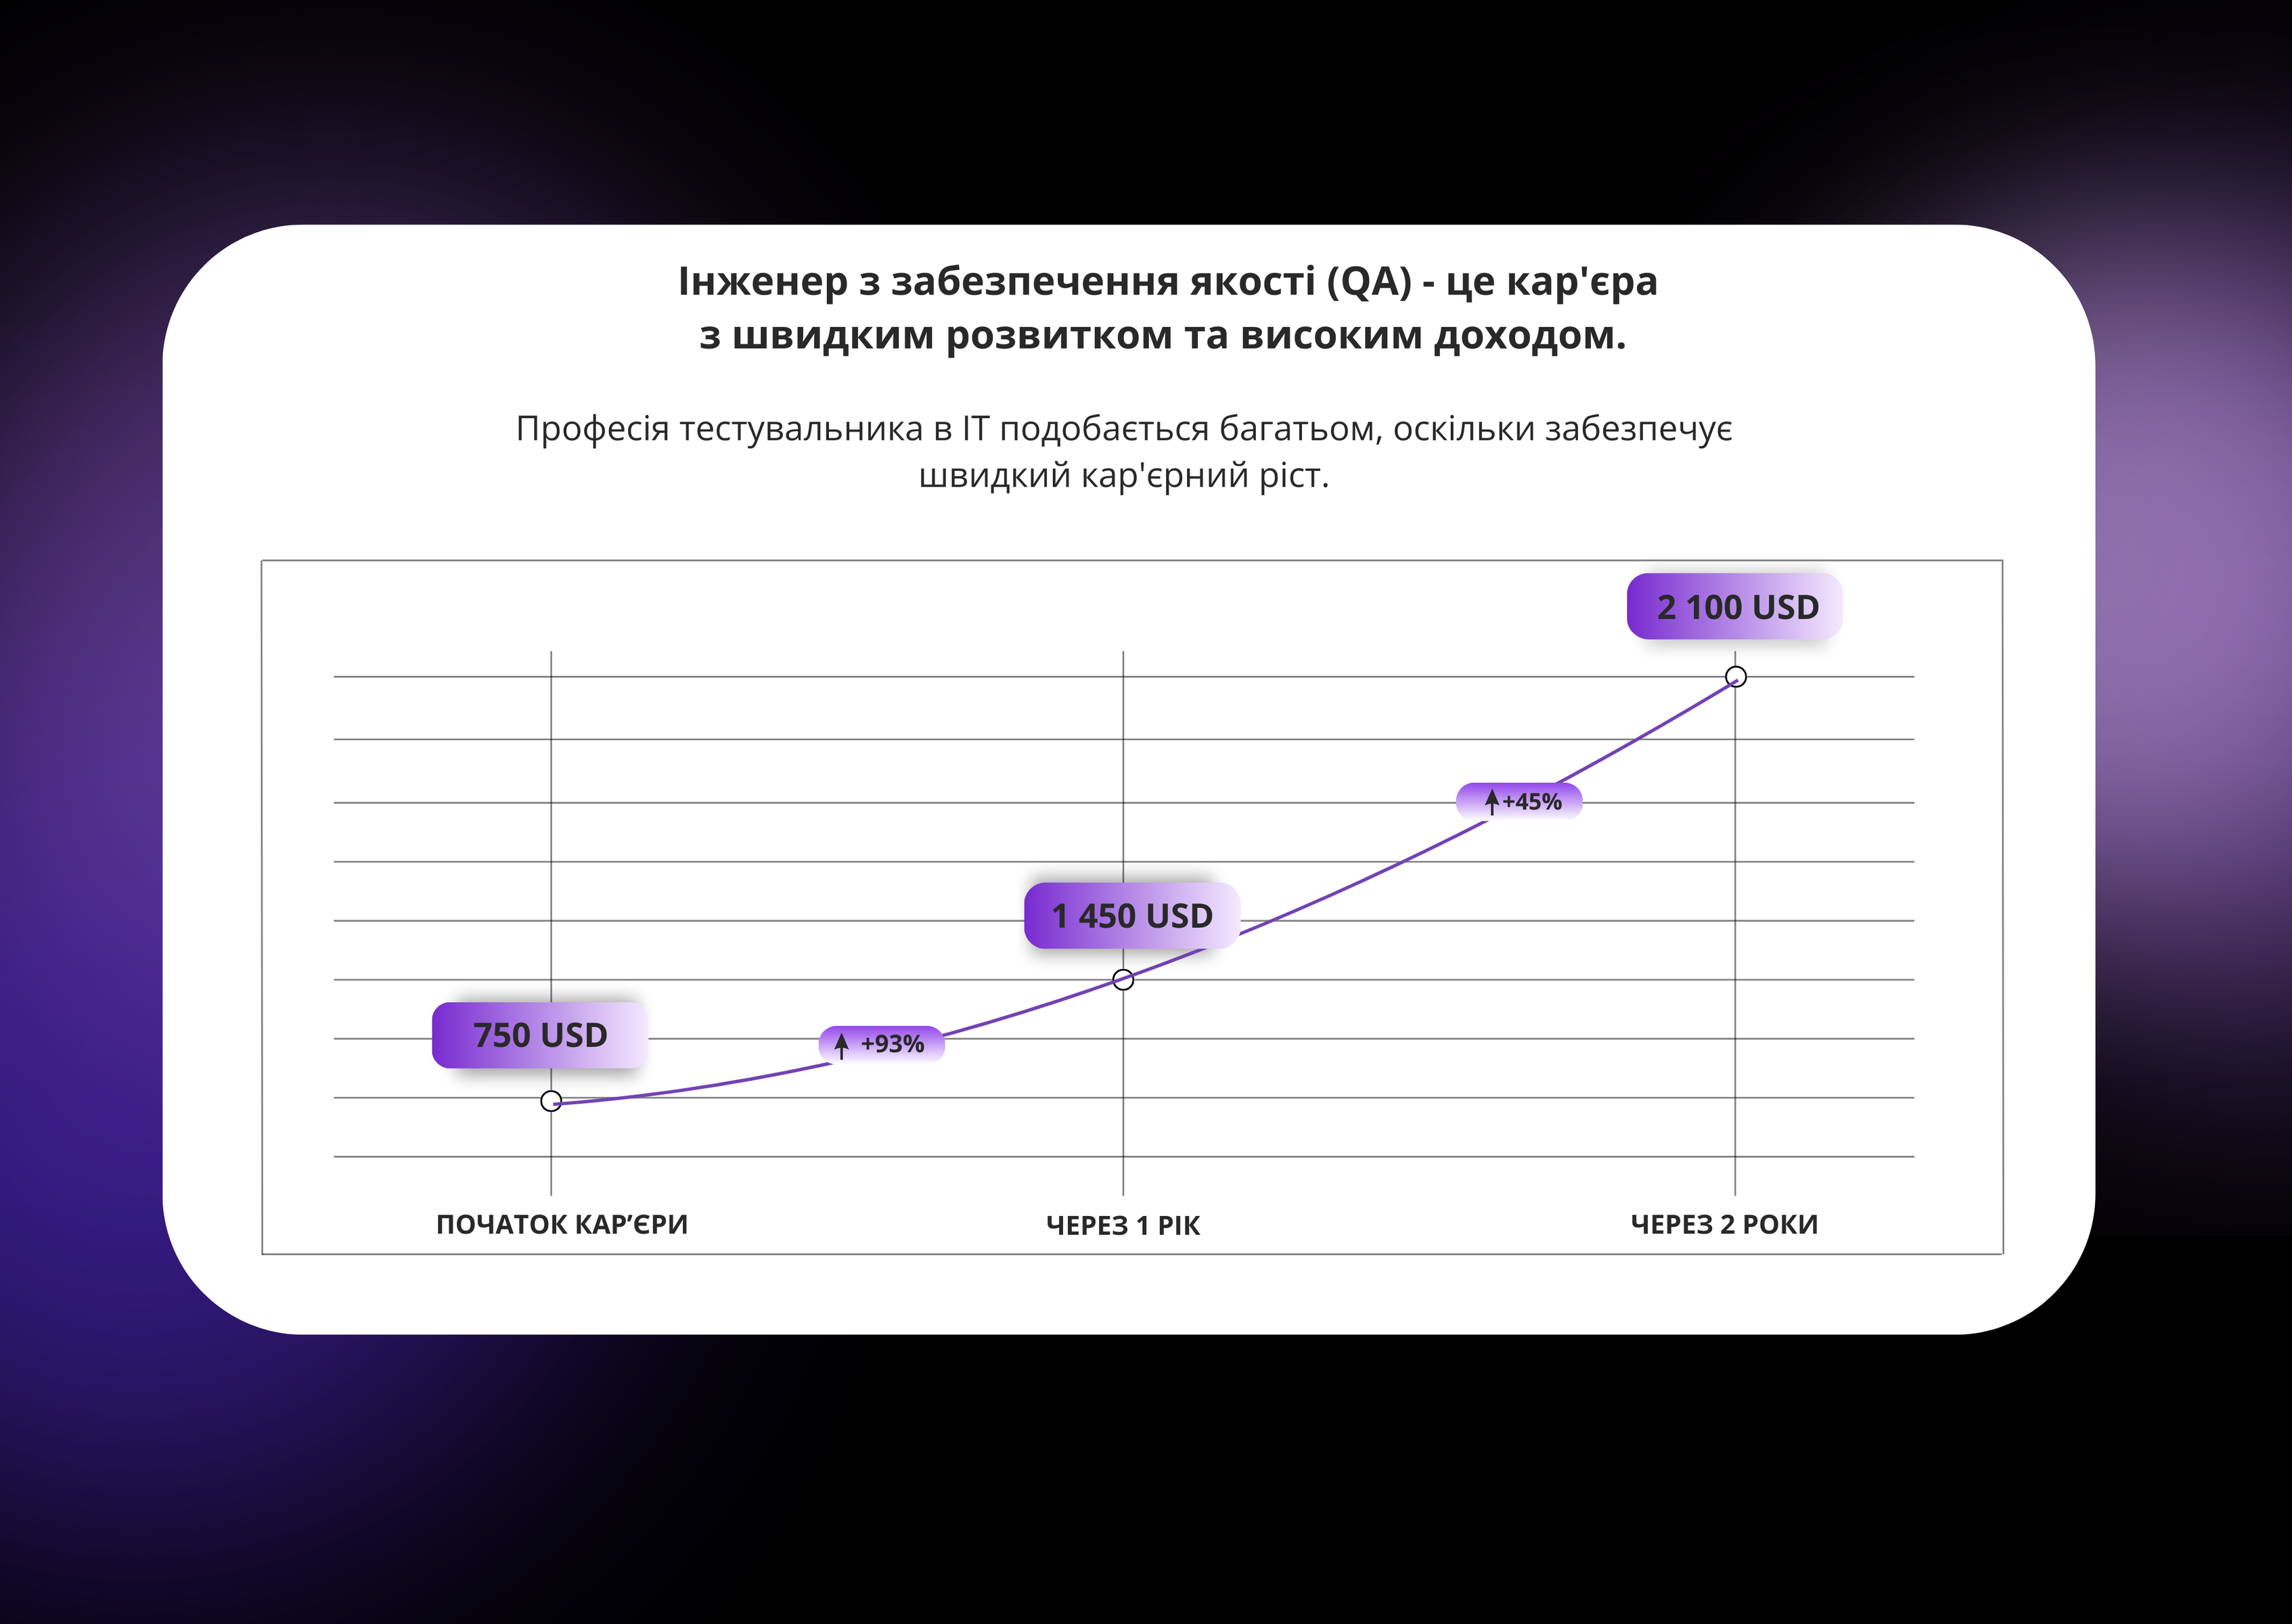 Інженер з забезпечення якості (QA) - це кар'єра
з швидким розвитком та високим доходом.
Професія тестувальника в ІТ подобається багатьом, оскільки забезпечує
швидкий кар'єрний ріст.
2 100 USD
+45%
1 450 USD
750 USD
+93%
ПОЧАТОК КАР’ЄРИ
ЧЕРЕЗ 1 РІК
ЧЕРЕЗ 2 РОКИ